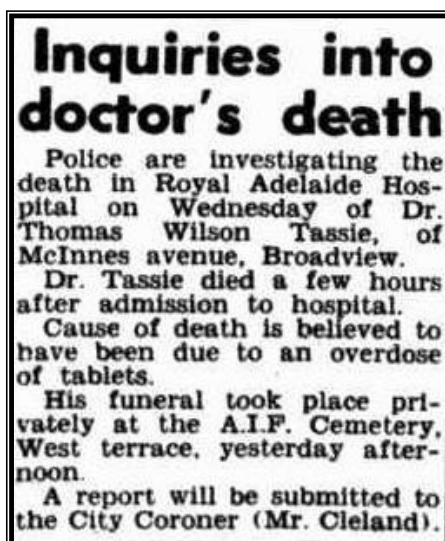 Inquiries into
doctor's death
Police are investigating the
death in Royal Adelaide Hos-
pital on Wednesday of Dr.
Thomas Wilson Tassie, of
McInnes avenue, Broadview.
Dr. Tassie died a few hours
after admission to hospital.
Cause of death is believed to
have been due to an overdose
of tablets.
His funeral took place pri-
vately at the A.I.F. Cemetery,
West terrace, yesterday after-
noon.
A report will be submitted to
the City Coroner (Mr. Cleland).